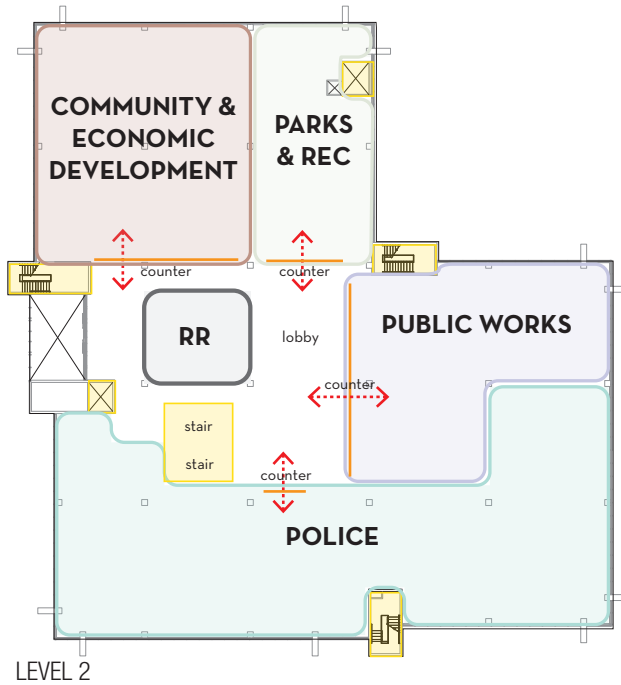 COMMUNITY &
ECONOMIC
DEVELOPMENT
PARKS
& REC
counter
counter
RR
lobby
PUBLIC WORKS
counter
stair
stair
counter
POLICE
LEVEL 2